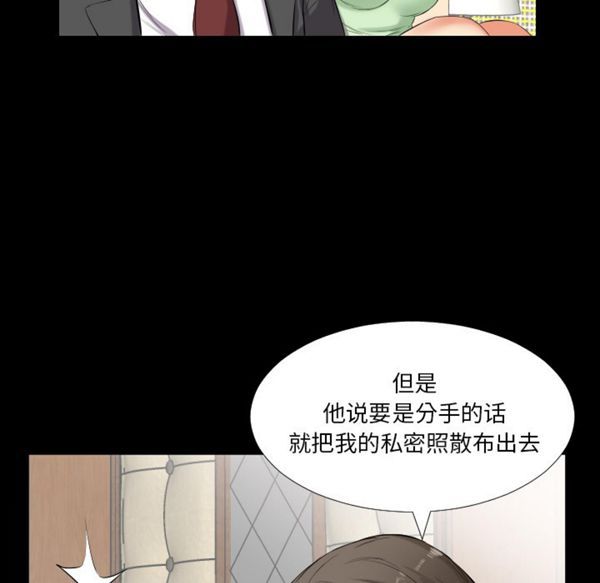 但是
他说要是分手的话
就把我的私密照散布出去